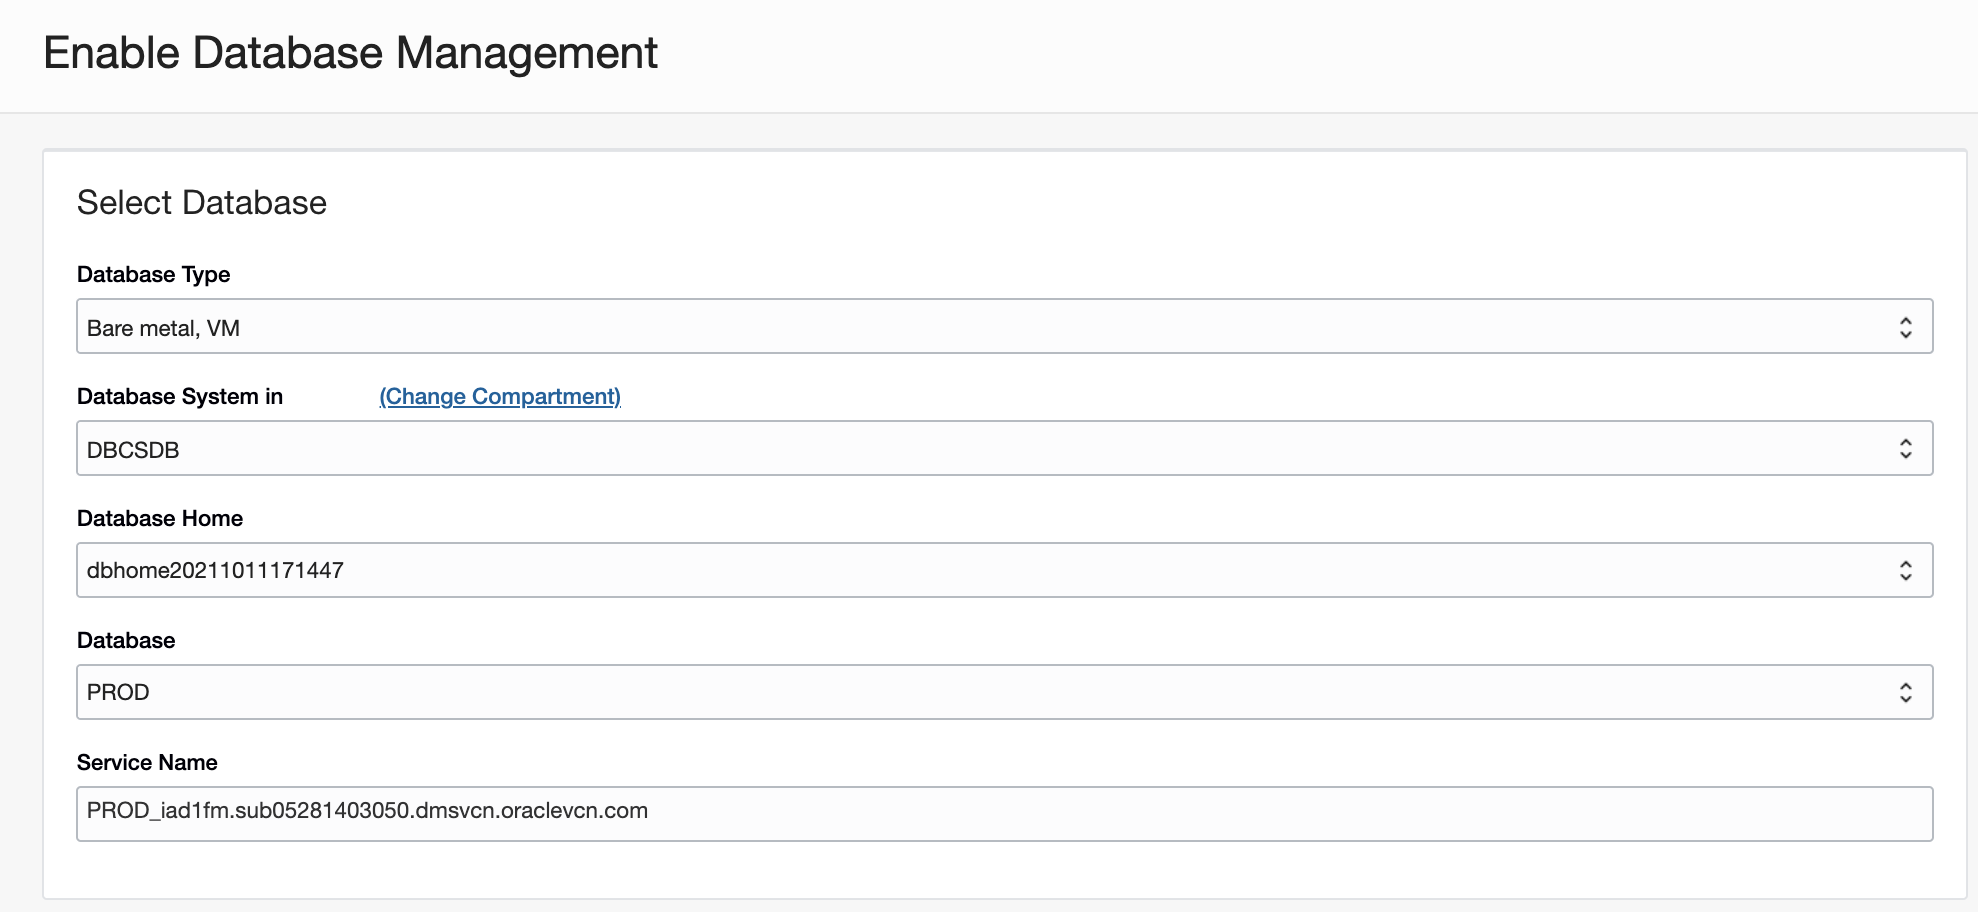 Enable Database Management
Select Database
Database Type
Bare metal, VM
Database System in (Change Compartment)
DBCSDB
Database Home
dbhome20211011171447
Database
PROD
Service Name
PROD_iad1fm.sub05281403050.dmsvcn.oraclevcn.com